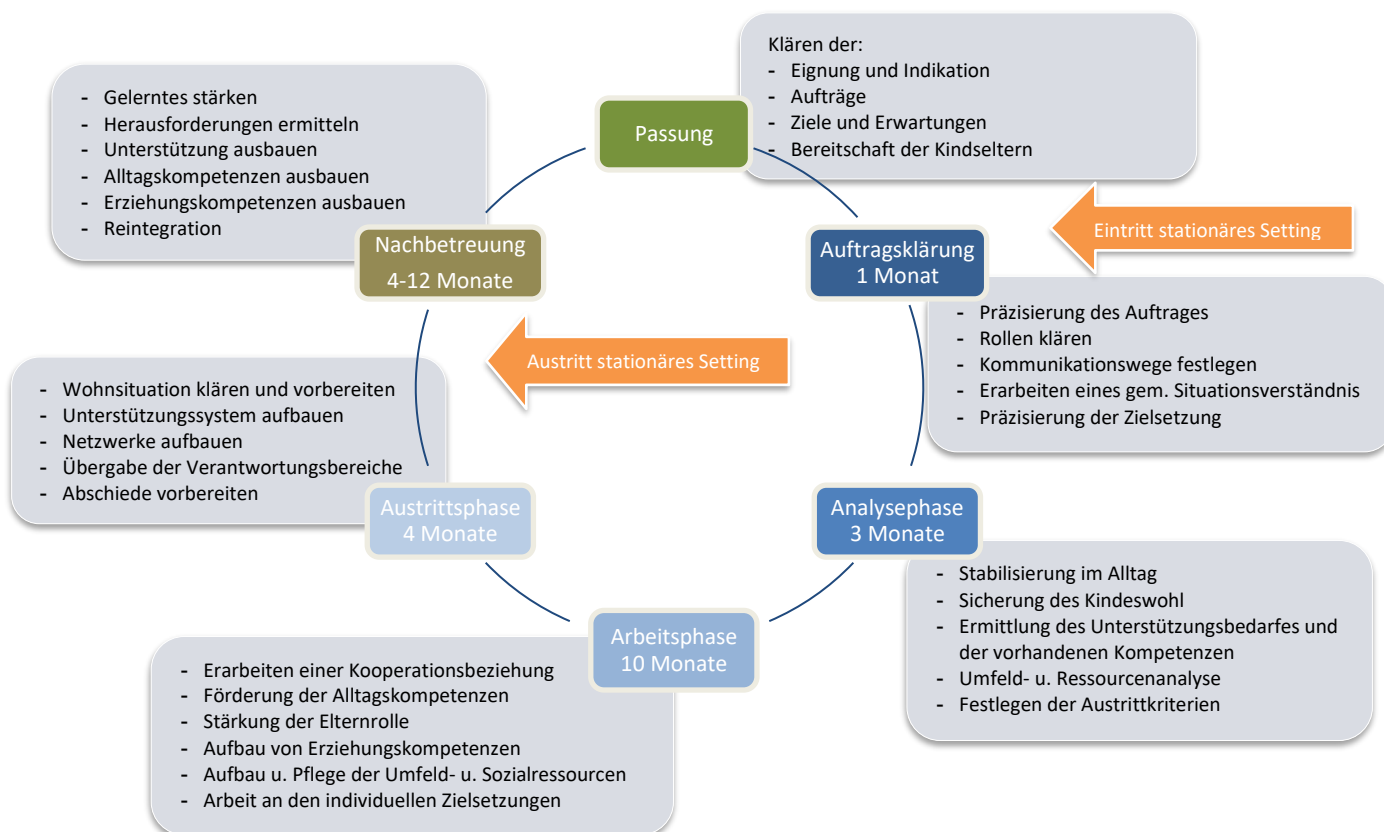 Passung
Klären der:
- Eignung und Indikation
- Aufträge
- Ziele und Erwartungen
- Bereitschaft der Kindseltern
Eintritt stationäres Setting
Auftragsklärung
1 Monat
- Präzisierung des Auftrages
- Rollen klären
- Kommunikationswege festlegen
- Erarbeiten eines gem. Situationsverständnis
- Präzisierung der Zielsetzung
Analysephase
3 Monate
- Stabilisierung im Alltag
- Sicherung des Kindeswohl
- Ermittlung des Unterstützungsbedarfes und
der vorhandenen Kompetenzen
- Umfeld- u. Ressourcenanalyse
- Festlegen der Austrittkriterien
Arbeitsphase
10 Monate
- Erarbeiten einer Kooperationsbeziehung
- Förderung der Alltagskompetenzen
- Stärkung der Elternrolle
- Aufbau von Erziehungskompetenzen
- Aufbau u. Pflege der Umfeld- u. Sozialressourcen
- Arbeit an den individuellen Zielsetzungen
Austrittsphase
4 Monate
- Wohnsituation klären und vorbereiten
- Unterstützungssystem aufbauen
- Netzwerke aufbauen
- Übergabe der Verantwortungsbereiche
- Abschiede vorbereiten
Austritt stationäres Setting
Nachbetreuung
4-12 Monate
- Gelerntes stärken
- Herausforderungen ermitteln
- Unterstützung ausbauen
- Alltagskompetenzen ausbauen
- Erziehungskompetenzen ausbauen
- Reintegration